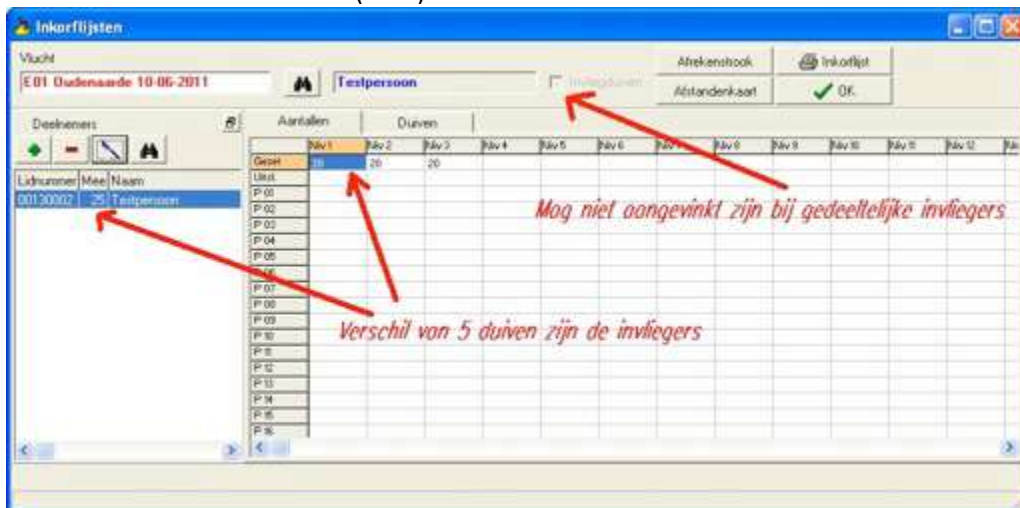 Inkorflijsten
Vlucht
E01 Oudenaarde 10-06-2011
Testpersoon
Invliegduiven
Afrekenstrook
Inkorflijst
Afstandenkaart
OK
Deelnemers
Aantallen
Duiven
Lidnummer Mee Naam
00130002 25 Testpersoon
Niv 1 Niv 2 Niv 3 Niv 4 Niv 5 Niv 6 Niv 7 Niv 8 Niv 9 Niv 10 Niv 11 Niv 12
Gezet 20 20 20
P 01
P 02
P 03
P 04
P 05
P 06
P 07
P 08
P 09
P 10
P 11
P 12
P 13
P 14
P 15
P 16
Mag niet aangevinkt zijn bij gedeeltelijke invliegers
Verschil van 5 duiven zijn de invliegers